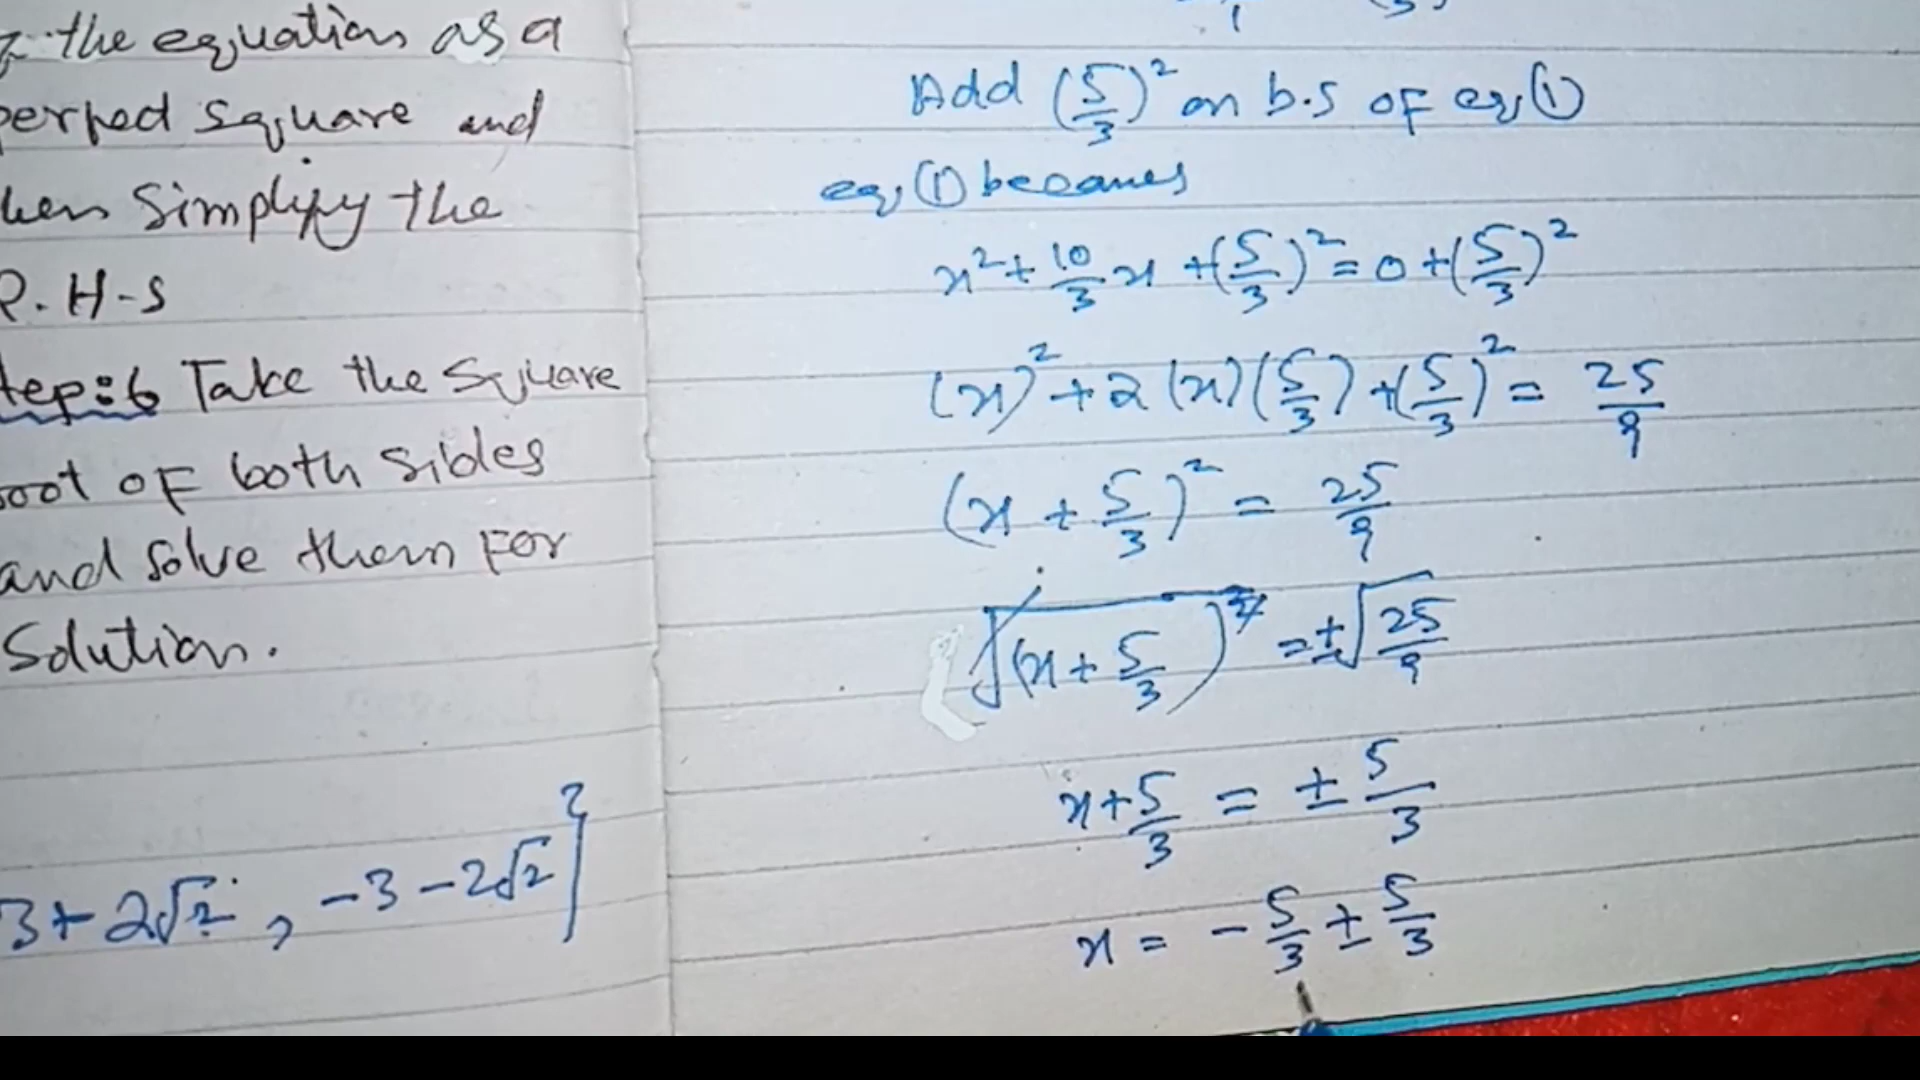 the equation as a
perfect square and
then Simplify the
R.H-S
Step:6 Take the Square
root of both sides
and solve them For
Solution.
3+2√2, -3-2√2}
Add (5/3)² on b.s of eq(1)
eq(1) becomes
x² + 10/3 x + (5/3)² = 0 + (5/3)²
(x)² + 2(x)(5/3) + (5/3)² = 25/9
(x + 5/3)² = 25/9
√(x + 5/3)² = ±√25/9
x + 5/3 = ± 5/3
x = - 5/3 ± 5/3